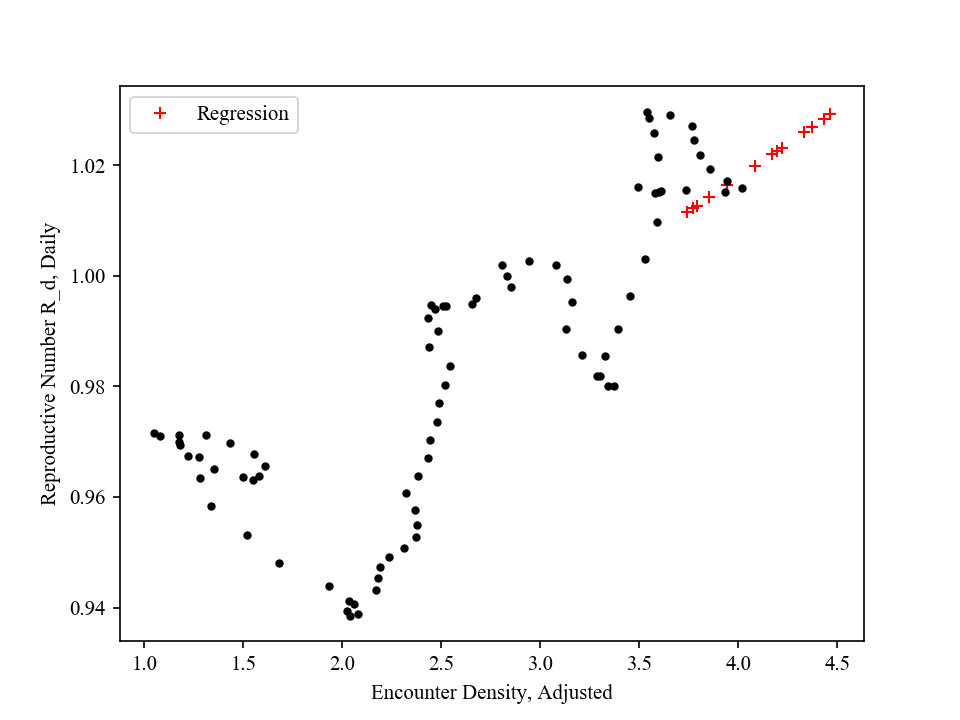 Regression
1.02
1.00
0.98
0.96
0.94
Reproductive Number R_d, Daily
1.0 1.5 2.0 2.5 3.0 3.5 4.0 4.5
Encounter Density, Adjusted